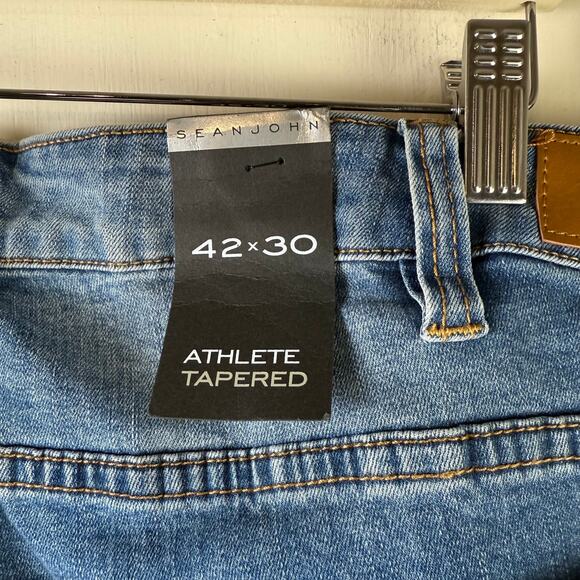 SEANJOHN
42×30
ATHLETE
TAPERED